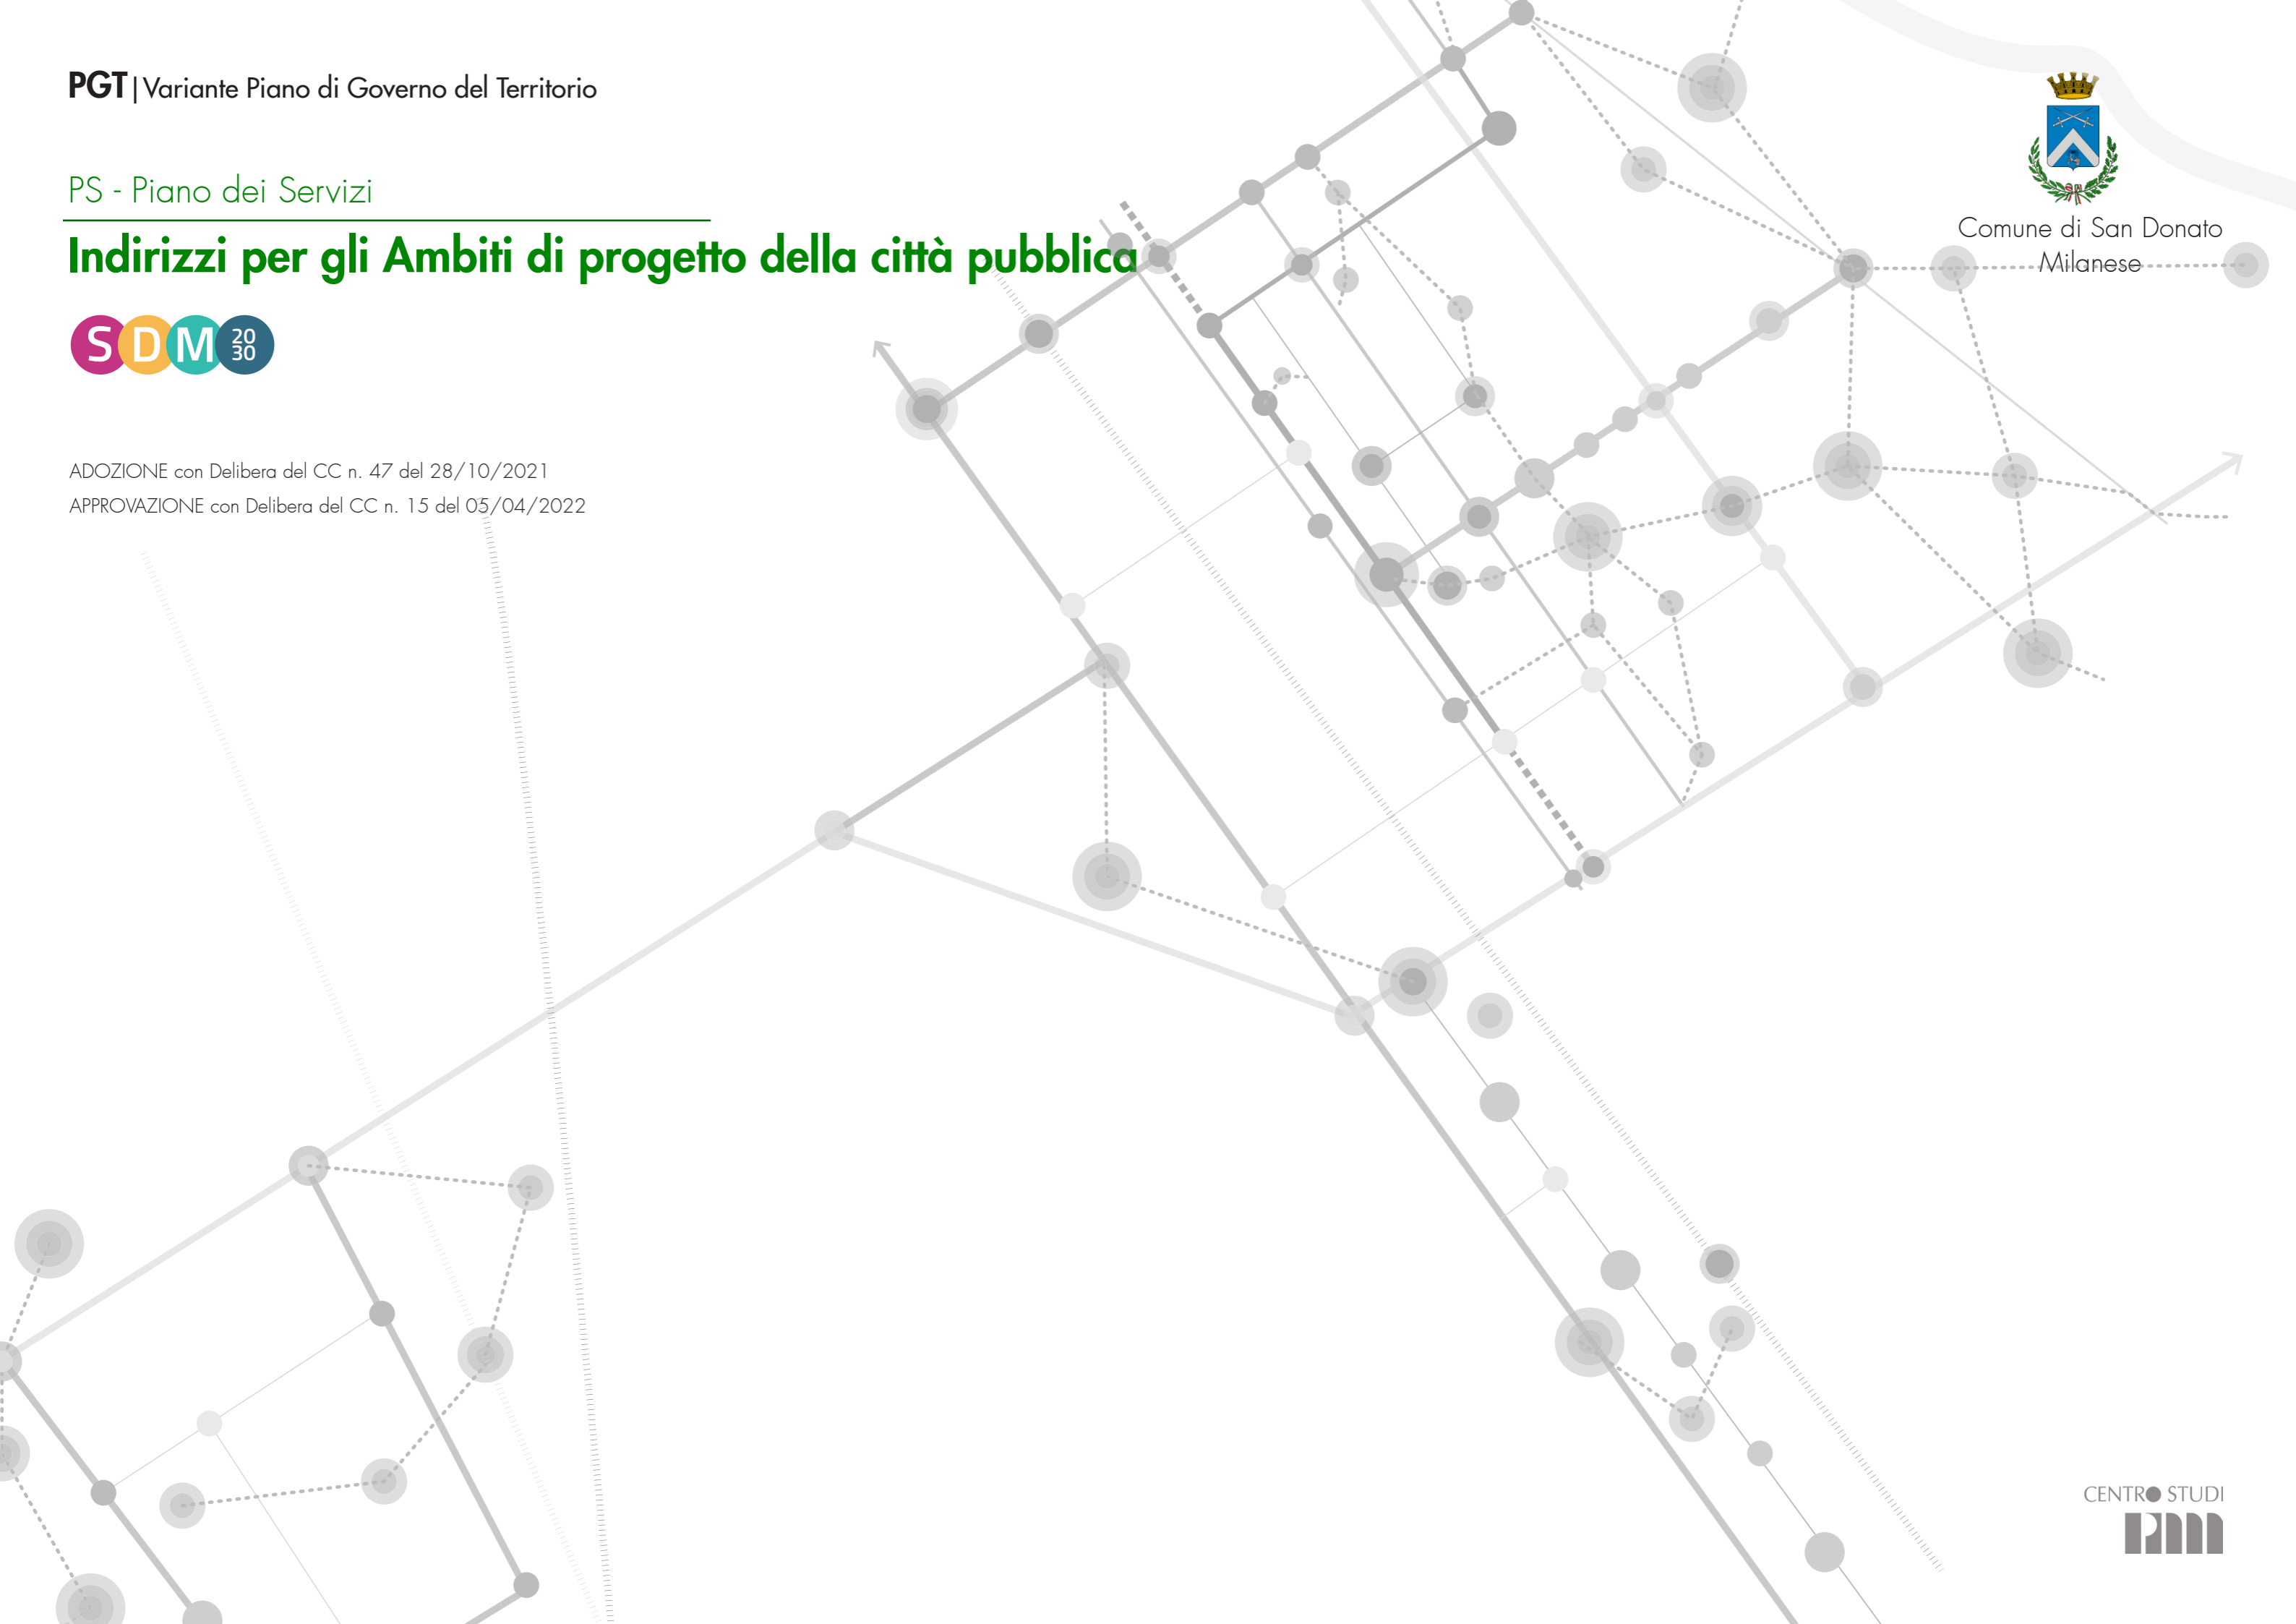 PGT | Variante Piano di Governo del Territorio
PS - Piano dei Servizi
Indirizzi per gli Ambiti di progetto della città pubblica
SDM 20
30
ADOZIONE con Delibera del CC n. 47 del 28/10/2021
APPROVAZIONE con Delibera del CC n. 15 del 05/04/2022
Comune di San Donato
Milanese
CENTRO STUDI
PIM